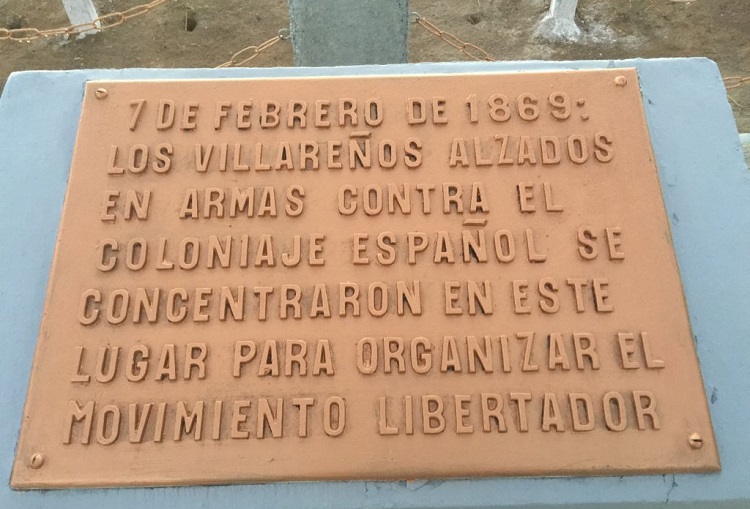 7 DE FEBRERO DE 1869:
LOS VILLAREÑOS ALZADOS
EN ARMAS CONTRA EL
COLONIAJE ESPAÑOL SE
CONCENTRARON EN ESTE
LUGAR PARA ORGANIZAR EL
MOVIMIENTO LIBERTADOR